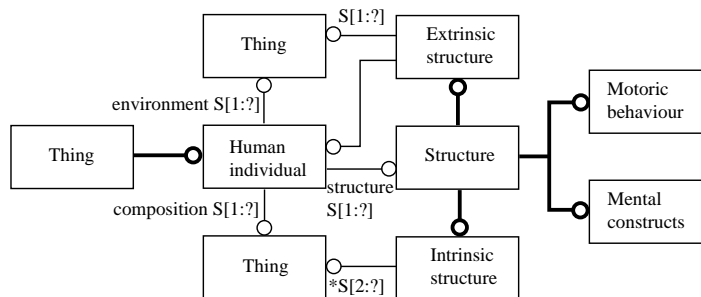 S[1:?]
Thing
Extrinsic
structure
environment S[1:?]
Motoric
behaviour
Thing
Human
individual
Structure
structure
S[1:?]
composition S[1:?]
Mental
constructs
Thing
*S[2:?]
Intrinsic
structure